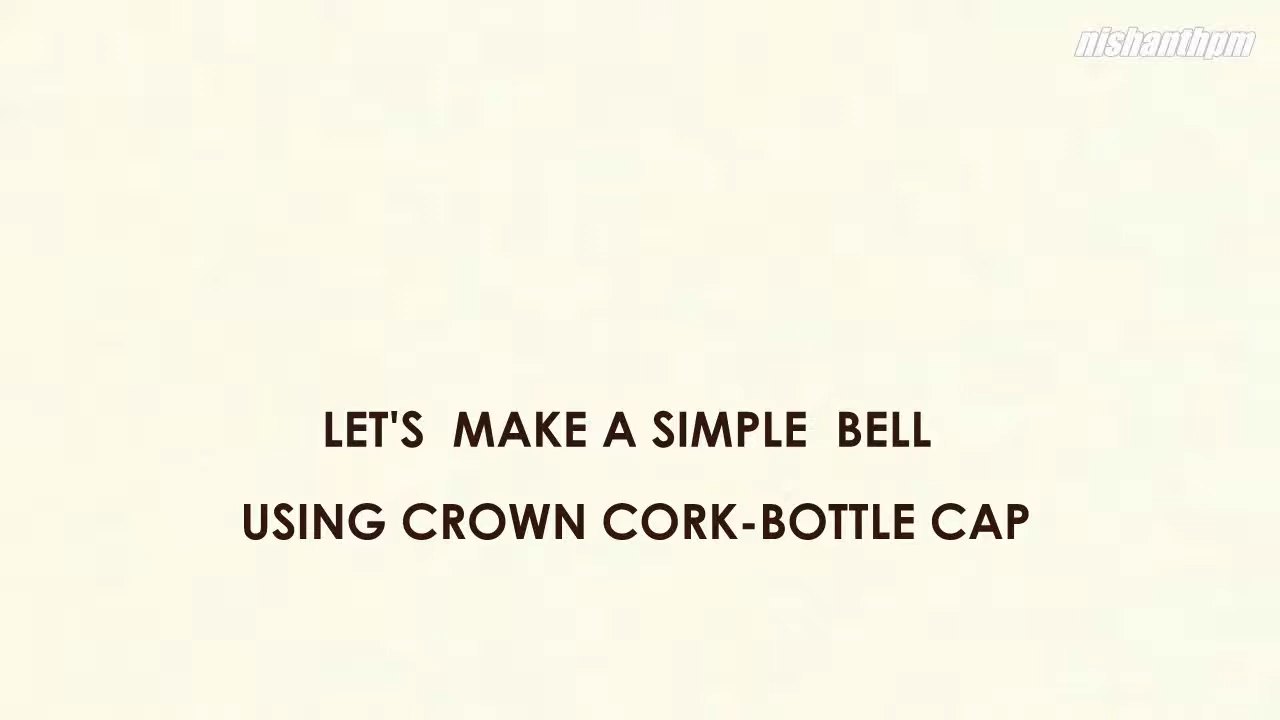 nishanthpm
LET'S MAKE A SIMPLE BELL
USING CROWN CORK-BOTTLE CAP